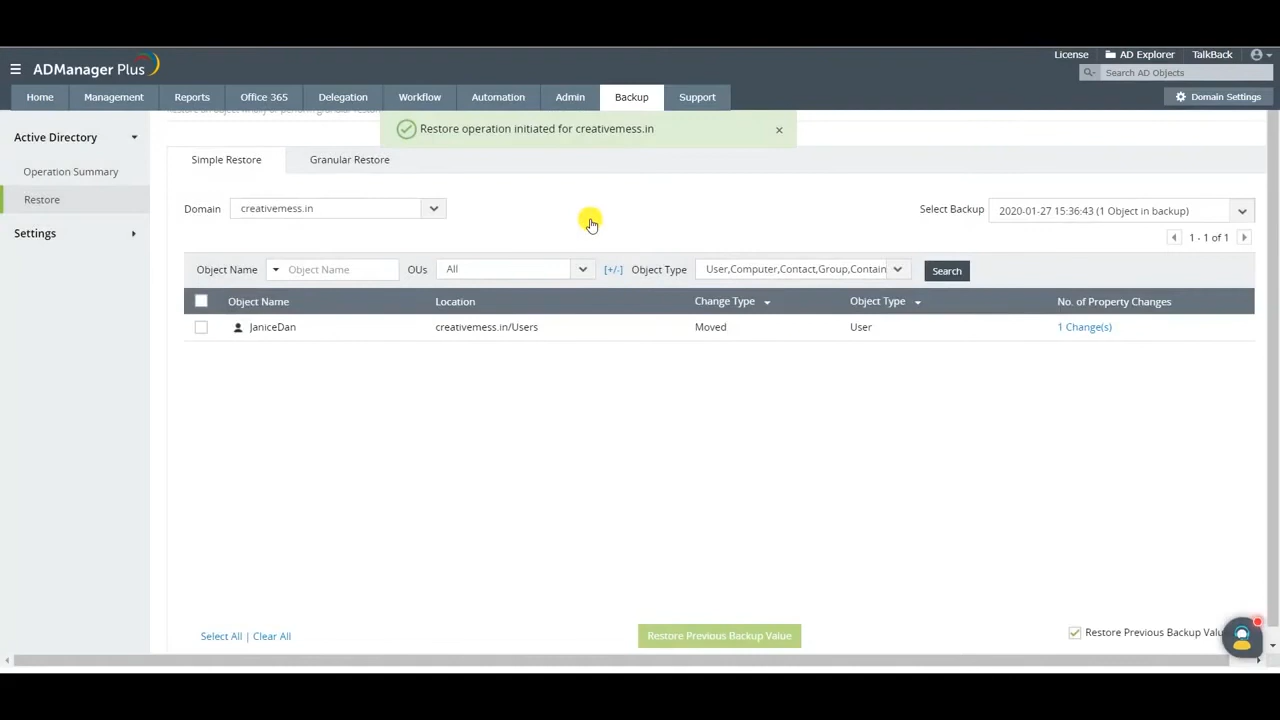 License AD Explorer TalkBack
ADManager Plus
Search AD Objects
Home Management Reports Office 365 Delegation Workflow Automation Admin Backup Support Domain Settings
Restore operation initiated for creativemess.in
Active Directory
Operation Summary
Restore
Settings
Simple Restore Granular Restore
Domain creativemess.in Select Backup 2020-01-27 15:36:43 (1 Object in backup)
1 - 1 of 1
Object Name Object Name OUs All [+/-] Object Type User,Computer,Contact,Group,Contain Search
Object Name Location Change Type Object Type No. of Property Changes
JaniceDan creativemess.in/Users Moved User 1 Change(s)
Select All | Clear All Restore Previous Backup Value Restore Previous Backup Valu